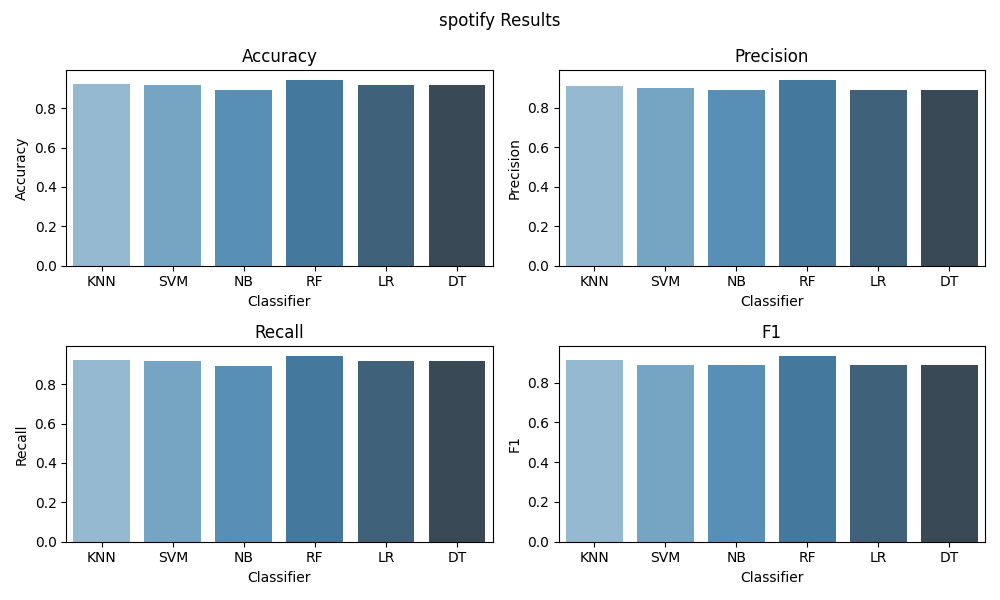 spotify Results
Accuracy
Accuracy
0.8
0.6
0.4
0.2
0.0
KNN SVM NB RF LR DT
Classifier
Precision
Precision
0.8
0.6
0.4
0.2
0.0
KNN SVM NB RF LR DT
Classifier
Recall
Recall
0.8
0.6
0.4
0.2
0.0
KNN SVM NB RF LR DT
Classifier
F1
F1
0.8
0.6
0.4
0.2
0.0
KNN SVM NB RF LR DT
Classifier